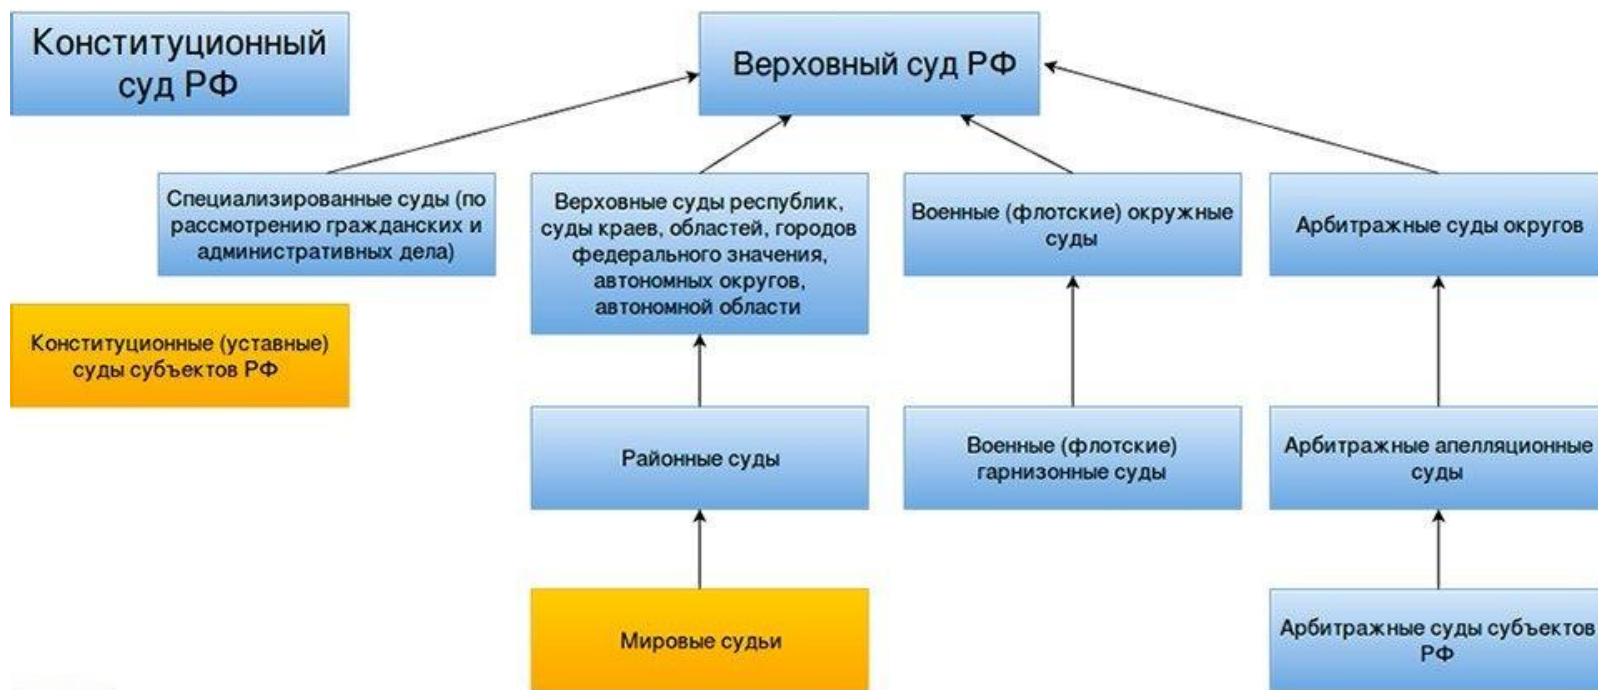 Конституционный
суд РФ
Верховный суд РФ
Специализированные суды (по
рассмотрению гражданских и
административных дела)
Верховные суды республик,
суды краев, областей, городов
федерального значения,
автономных округов,
автономной области
Военные (флотские) окружные
суды
Арбитражные суды округов
Конституционные (уставные)
суды субъектов РФ
Районные суды
Военные (флотские)
гарнизонные суды
Арбитражные апелляционные
суды
Мировые судьи
Арбитражные суды субъектов
РФ